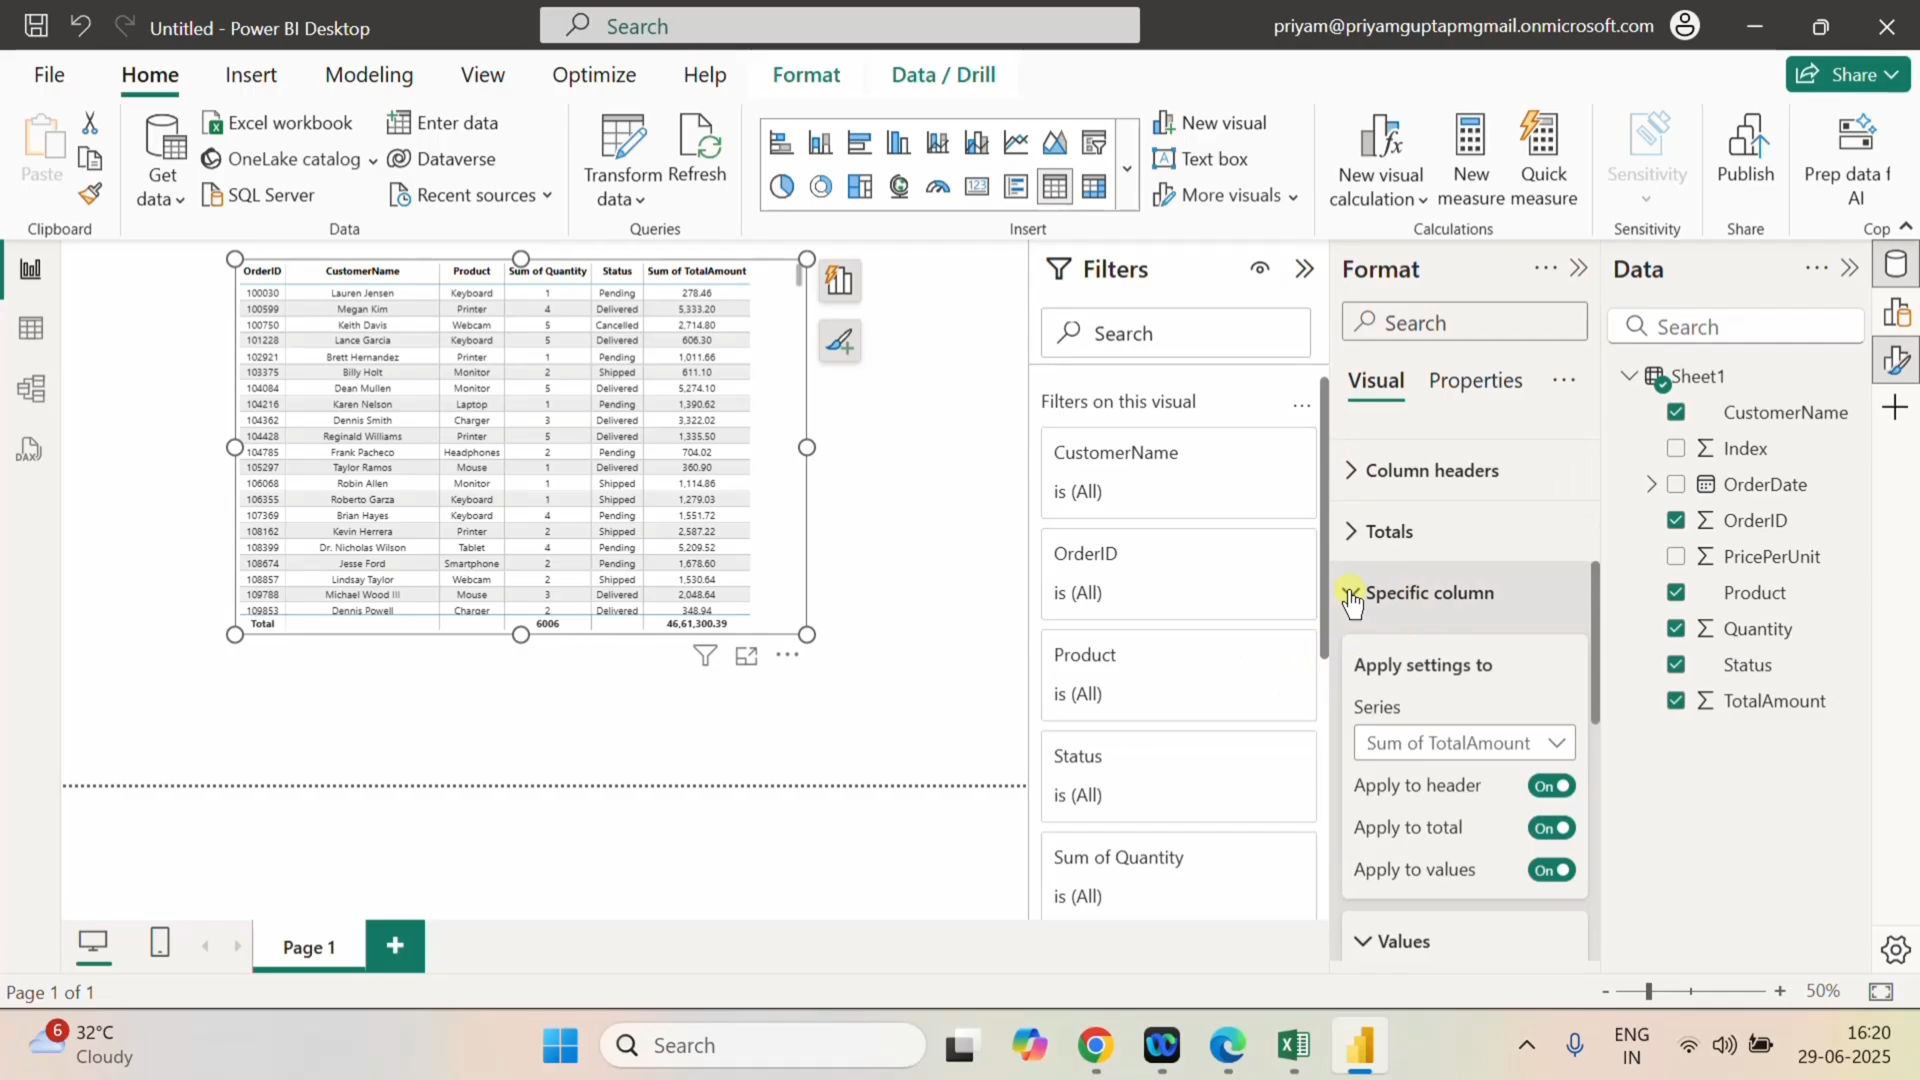 Untitled - Power BI Desktop
Search
priyam@priyamguptapmgmail.onmicrosoft.com
File
Home
Insert
Modeling
View
Optimize
Help
Format
Data / Drill
Share
Paste
Clipboard
Get data
Excel workbook
OneLake catalog
SQL Server
Enter data
Dataverse
Recent sources
Data
Transform data
Refresh
Queries
123
New visual
Text box
More visuals
Insert
New visual calculation
New measure
Quick measure
Calculations
Sensitivity
Sensitivity
Publish
Share
Prep data f AI
Cop
DAX
OrderID CustomerName Product Sum of Quantity Status Sum of TotalAmount
100030 Lauren Jensen Keyboard 1 Pending 278.46
100599 Megan Kim Printer 4 Delivered 5,333.20
100750 Keith Davis Webcam 5 Cancelled 2,714.80
101228 Lance Garcia Keyboard 5 Delivered 606.30
102921 Brett Hernandez Printer 1 Pending 1,011.66
103375 Billy Holt Monitor 2 Shipped 611.10
104084 Dean Mullen Monitor 5 Delivered 5,274.10
104216 Karen Nelson Laptop 1 Pending 1,390.62
104362 Dennis Smith Charger 3 Delivered 3,322.02
104428 Reginald Williams Printer 5 Delivered 1,335.50
104785 Frank Pacheco Headphones 2 Pending 704.02
105297 Taylor Ramos Mouse 1 Delivered 360.90
106068 Robin Allen Monitor 1 Shipped 1,114.86
106355 Roberto Garza Keyboard 1 Shipped 1,279.03
107369 Brian Hayes Keyboard 4 Pending 1,551.72
108162 Kevin Herrera Printer 2 Shipped 2,587.22
108399 Dr. Nicholas Wilson Tablet 4 Pending 5,209.52
108674 Jesse Ford Smartphone 2 Pending 1,678.60
108857 Lindsay Taylor Webcam 2 Shipped 1,530.64
109788 Michael Wood III Mouse 3 Delivered 2,048.64
109853 Dennis Powell Charger 2 Delivered 348.94
Total 6006 46,61,300.39
Filters
Search
Filters on this visual
CustomerName
is (All)
OrderID
is (All)
Product
is (All)
Status
is (All)
Sum of Quantity
is (All)
Format
Search
Visual
Properties
Column headers
Totals
Specific column
Apply settings to
Series
Sum of TotalAmount
Apply to header On
Apply to total On
Apply to values On
Values
Data
Search
Sheet1
CustomerName
Index
OrderDate
OrderID
PricePerUnit
Product
Quantity
Status
TotalAmount
Page 1
Page 1 of 1
50%
6
32°C
Cloudy
Search
ENG
IN
16:20
29-06-2025